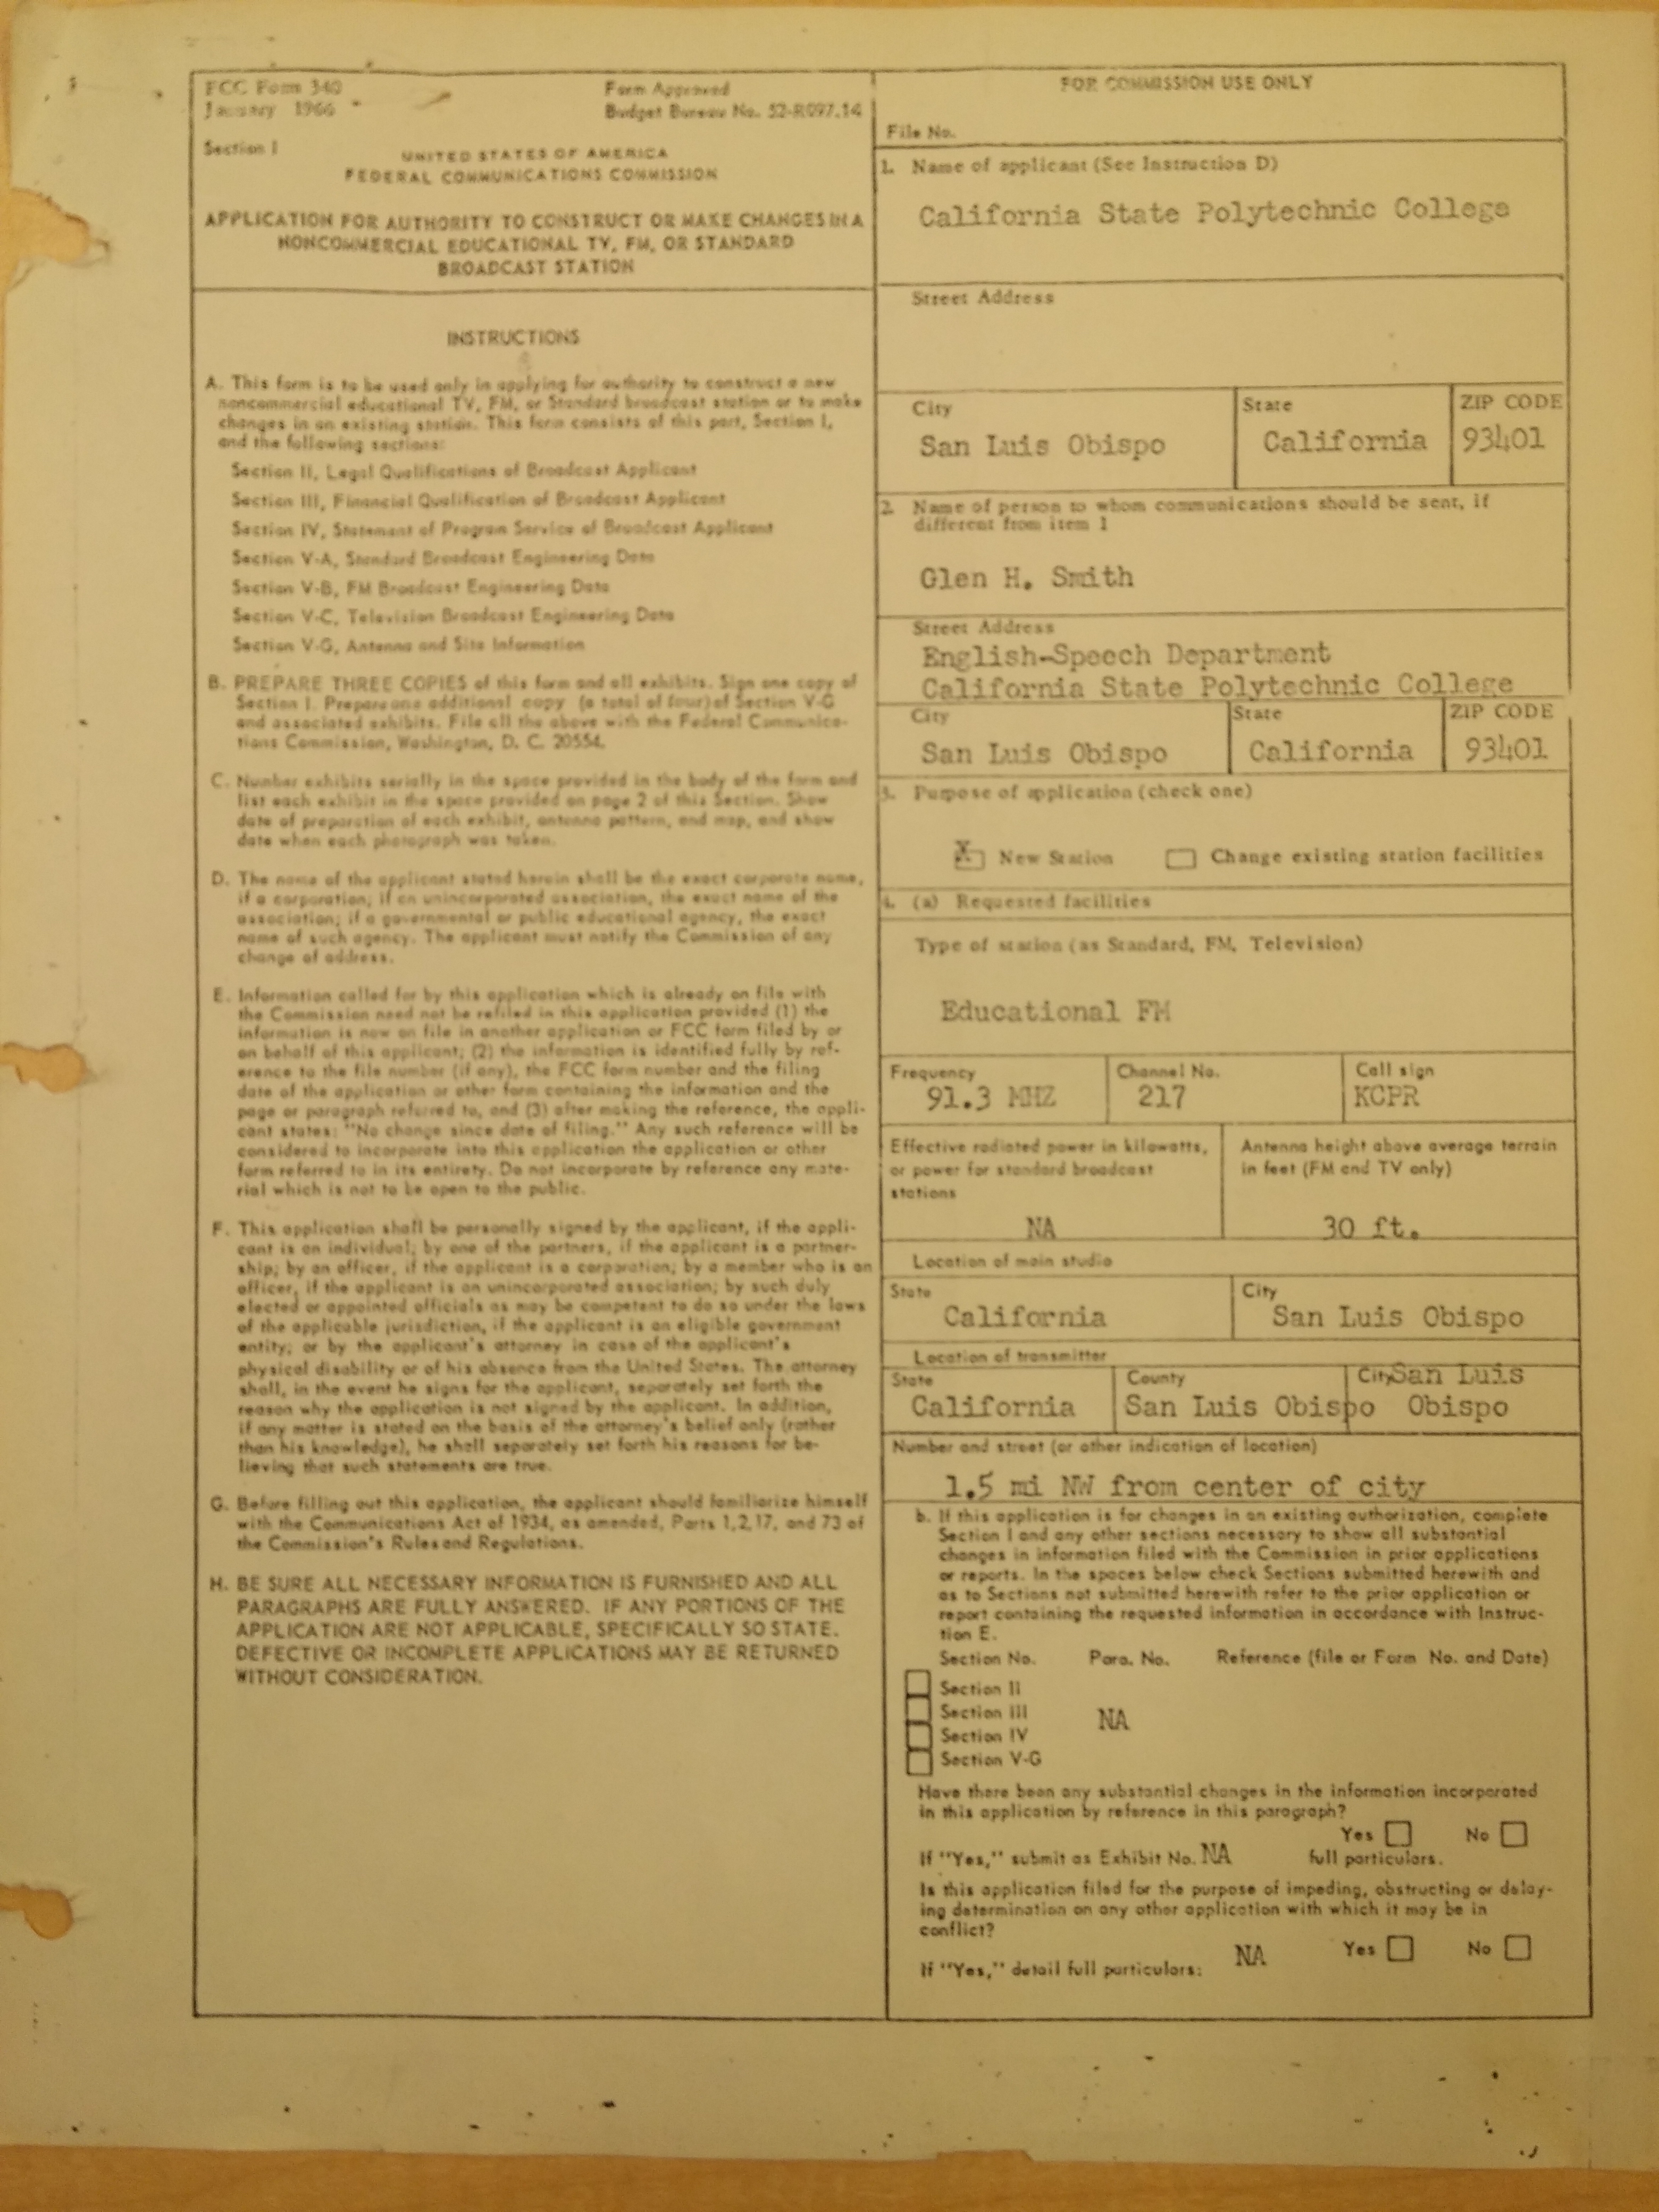 FCC Form 340
January 1966
Form Approved
Budget Bureau No. 52-R097.14
Section I
UNITED STATES OF AMERICA
FEDERAL COMMUNICATIONS COMMISSION
APPLICATION FOR AUTHORITY TO CONSTRUCT OR MAKE CHANGES IN A
NONCOMMERCIAL EDUCATIONAL TV, FM, OR STANDARD
BROADCAST STATION
INSTRUCTIONS
A. This form is to be used only in applying for authority to construct a new
noncommercial educational TV, FM, or Standard broadcast station or to make
changes in an existing station. This form consists of this part, Section I,
and the following sections:
Section II, Legal Qualifications of Broadcast Applicant
Section III, Financial Qualification of Broadcast Applicant
Section IV, Statement of Program Service of Broadcast Applicant
Section V-A, Standard Broadcast Engineering Data
Section V-B, FM Broadcast Engineering Data
Section V-C, Television Broadcast Engineering Data
Section V-G, Antenna and Site Information
B. PREPARE THREE COPIES of this form and all exhibits. Sign one copy of
Section I. Prepare one additional copy (a total of four) of Section V-G
and associated exhibits. File all the above with the Federal Communica-
tions Commission, Washington, D. C. 20554.
C. Number exhibits serially in the space provided in the body of the form and
list each exhibit in the space provided on page 2 of this Section. Show
date of preparation of each exhibit, antenna pattern, and map, and show
date when each photograph was taken.
D. The name of the applicant stated herein shall be the exact corporate name,
if a corporation; if an unincorporated association, the exact name of the
association; if a governmental or public educational agency, the exact
name of such agency. The applicant must notify the Commission of any
change of address.
E. Information called for by this application which is already on file with
the Commission need not be refiled in this application provided (1) the
information is now on file in another application or FCC form filed by or
on behalf of this applicant; (2) the information is identified fully by ref-
erence to the file number (if any), the FCC form number and the filing
date of the application or other form containing the information and the
page or paragraph referred to, and (3) after making the reference, the appli-
cant states: "No change since date of filing." Any such reference will be
considered to incorporate into this application the application or other
form referred to in its entirety. Do not incorporate by reference any mate-
rial which is not to be open to the public.
F. This application shall be personally signed by the applicant, if the appli-
cant is an individual; by one of the partners, if the applicant is a partner-
ship; by an officer, if the applicant is a corporation; by a member who is an
officer, if the applicant is an unincorporated association; by such duly
elected or appointed officials as may be competent to do so under the laws
of the applicable jurisdiction, if the applicant is an eligible government
entity; or by the applicant's attorney in case of the applicant's
physical disability or of his absence from the United States. The attorney
shall, in the event he signs for the applicant, separately set forth the
reason why the application is not signed by the applicant. In addition,
if any matter is stated on the basis of the attorney's belief only (rather
than his knowledge), he shall separately set forth his reasons for be-
lieving that such statements are true.
G. Before filling out this application, the applicant should familiarize himself
with the Communications Act of 1934, as amended, Parts 1,2,17, and 73 of
the Commission's Rules and Regulations.
H. BE SURE ALL NECESSARY INFORMATION IS FURNISHED AND ALL
PARAGRAPHS ARE FULLY ANSWERED. IF ANY PORTIONS OF THE
APPLICATION ARE NOT APPLICABLE, SPECIFICALLY SO STATE.
DEFECTIVE OR INCOMPLETE APPLICATIONS MAY BE RETURNED
WITHOUT CONSIDERATION.
FOR COMMISSION USE ONLY
File No.
1. Name of applicant (See Instruction D)
California State Polytechnic College
Street Address
City State ZIP CODE
San Luis Obispo California 93401
2. Name of person to whom communications should be sent, if
different from item 1
Glen H. Smith
Street Address
English-Speech Department
California State Polytechnic College
City State ZIP CODE
San Luis Obispo California 93401
3. Purpose of application (check one)
X New Station Change existing station facilities
4. (a) Requested facilities
Type of station (as Standard, FM, Television)
Educational FM
Frequency Channel No. Call sign
91.3 MHZ 217 KCPR
Effective radiated power in kilowatts,
or power for standard broadcast
stations
NA
Antenna height above average terrain
in feet (FM and TV only)
30 ft.
Location of main studio
State City
California San Luis Obispo
Location of transmitter
State County City San Luis
California San Luis Obispo Obispo
Number and street (or other indication of location)
1.5 mi NW from center of city
b. If this application is for changes in an existing authorization, complete
Section I and any other sections necessary to show all substantial
changes in information filed with the Commission in prior applications
or reports. In the spaces below check Sections submitted herewith and
as to Sections not submitted herewith refer to the prior application or
report containing the requested information in accordance with Instruc-
tion E.
Section No. Para. No. Reference (file or Form No. and Date)
Section II
Section III
NA
Section IV
Section V-G
Have there been any substantial changes in the information incorporated
in this application by reference in this paragraph?
Yes No
If "Yes," submit as Exhibit No. NA full particulars.
Is this application filed for the purpose of impeding, obstructing or delay-
ing determination on any other application with which it may be in
conflict?
NA Yes No
If "Yes," detail full particulars: